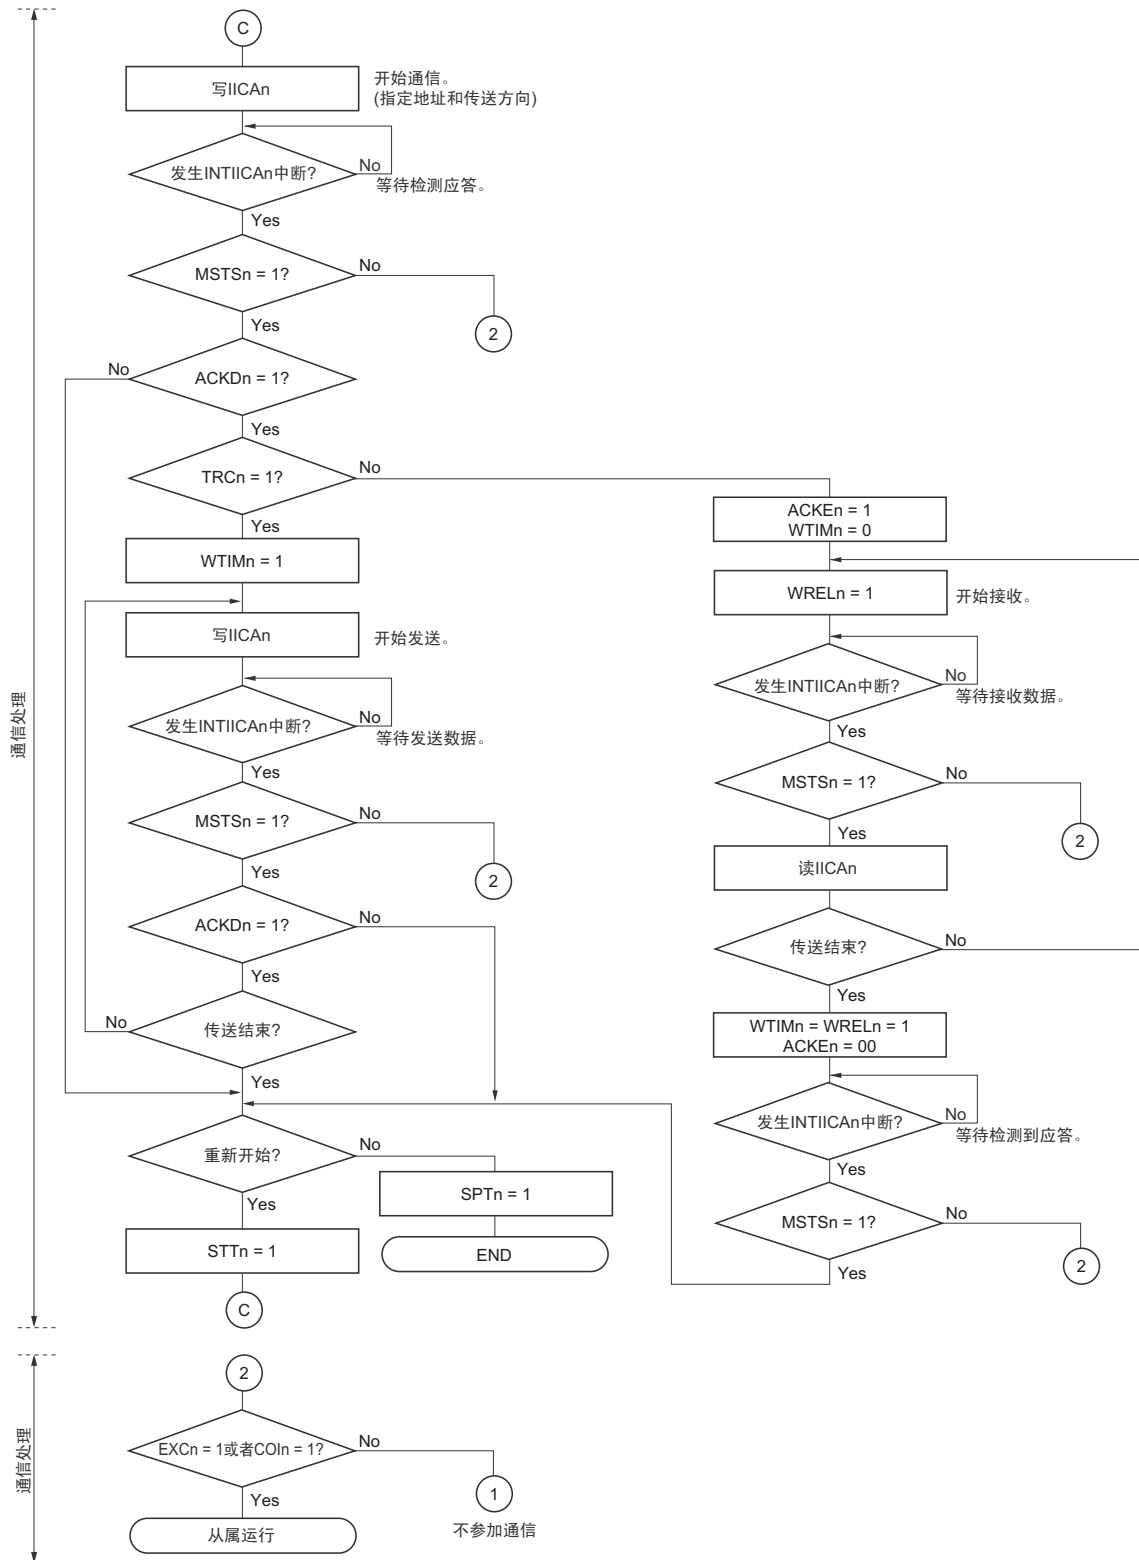 C
写IICAn
开始通信。
(指定地址和传送方向)
发生INTIICAn中断?
No
等待检测应答。
Yes
MSTSn = 1?
No
2
Yes
ACKDn = 1?
No
Yes
TRCn = 1?
No
Yes
WTIMn = 1
写IICAn
开始发送。
发生INTIICAn中断?
No
等待发送数据。
Yes
MSTSn = 1?
No
2
Yes
ACKDn = 1?
No
Yes
传送结束?
No
Yes
重新开始?
No
Yes
SPTn = 1
END
STTn = 1
C
ACKEn = 1
WTIMn = 0
WRELn = 1
开始接收。
发生INTIICAn中断?
No
等待接收数据。
Yes
MSTSn = 1?
No
2
Yes
读IICAn
传送结束?
No
Yes
WTIMn = WRELn = 1
ACKEn = 00
发生INTIICAn中断?
No
等待检测到应答。
Yes
MSTSn = 1?
No
2
Yes
通信处理
2
EXCn = 1或者COIn = 1?
No
1
不参加通信
Yes
从属运行
通信处理